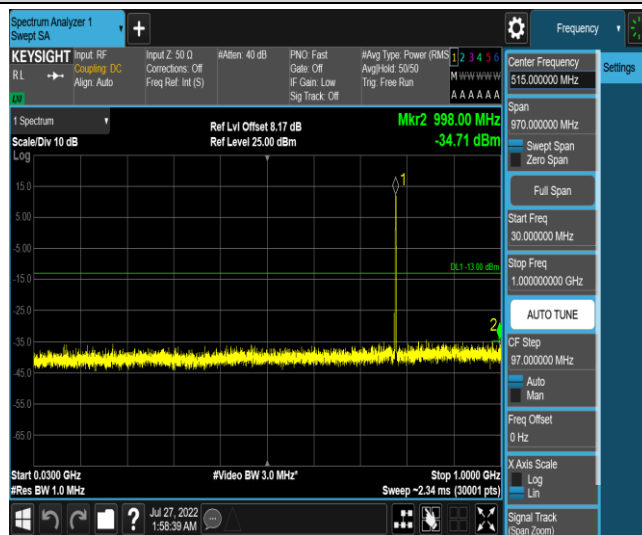 Spectrum Analyzer 1
Swept SA
Frequency
KEYSIGHT
RL
Input: RF
Coupling: DC
Align: Auto
Input Z: 50 Ω
Corrections: Off
Freq Ref: Int (S)
#Atten: 40 dB
PNO: Fast
Gate: Off
IF Gain: Low
Sig Track: Off
#Avg Type: Power (RMS
Avg|Hold: 50/50
Trig: Free Run
1 2 3 4 5 6
M W W W W W
A A A A A A
Center Frequency
515.000000 MHz
Settings
Span
970.000000 MHz
Swept Span
Zero Span
Full Span
Start Freq
30.000000 MHz
Stop Freq
1.000000000 GHz
AUTO TUNE
CF Step
97.000000 MHz
Auto
Man
Freq Offset
0 Hz
X Axis Scale
Log
Lin
Signal Track
(Span Zoom)
1 Spectrum
Scale/Div 10 dB
Ref Lvl Offset 8.17 dB
Ref Level 25.00 dBm
Mkr2 998.00 MHz
-34.71 dBm
Log
15.0
5.00
-5.00
-15.0
-25.0
-35.0
-45.0
-55.0
-65.0
1
DL1 -13.00 dBm
2
Start 0.0300 GHz
#Res BW 1.0 MHz
#Video BW 3.0 MHz*
Stop 1.0000 GHz
Sweep ~2.34 ms (30001 pts)
?
Jul 27, 2022
1:58:39 AM